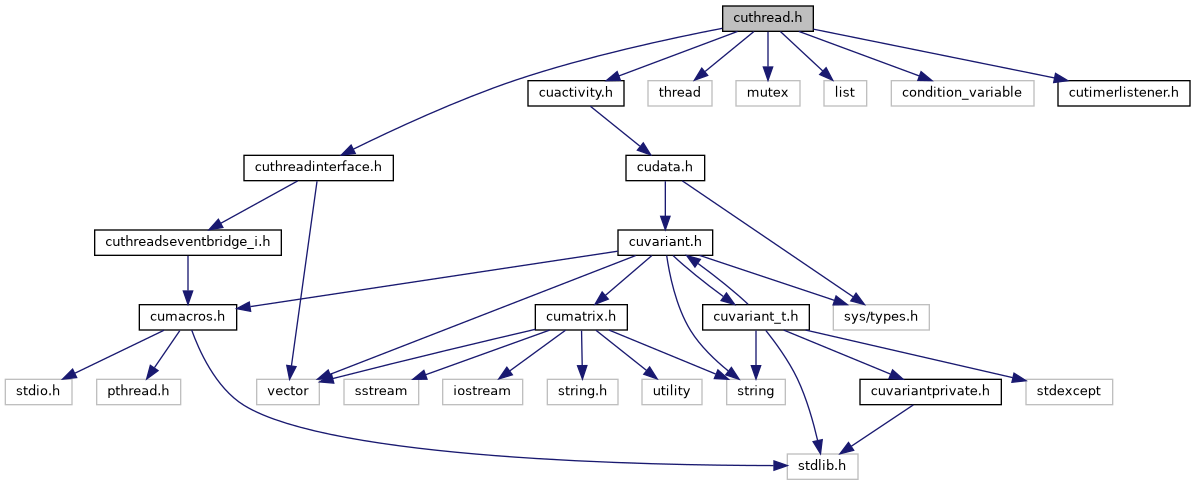 cuthread.h
cuactivity.h
thread
mutex
list
condition_variable
cutimerlistener.h
cuthreadinterface.h
cudata.h
cuthreadseventbridge_i.h
cuvariant.h
cumacros.h
cumatrix.h
cuvariant_t.h
sys/types.h
stdio.h
pthread.h
vector
sstream
iostream
string.h
utility
string
cuvariantprivate.h
stdexcept
stdlib.h